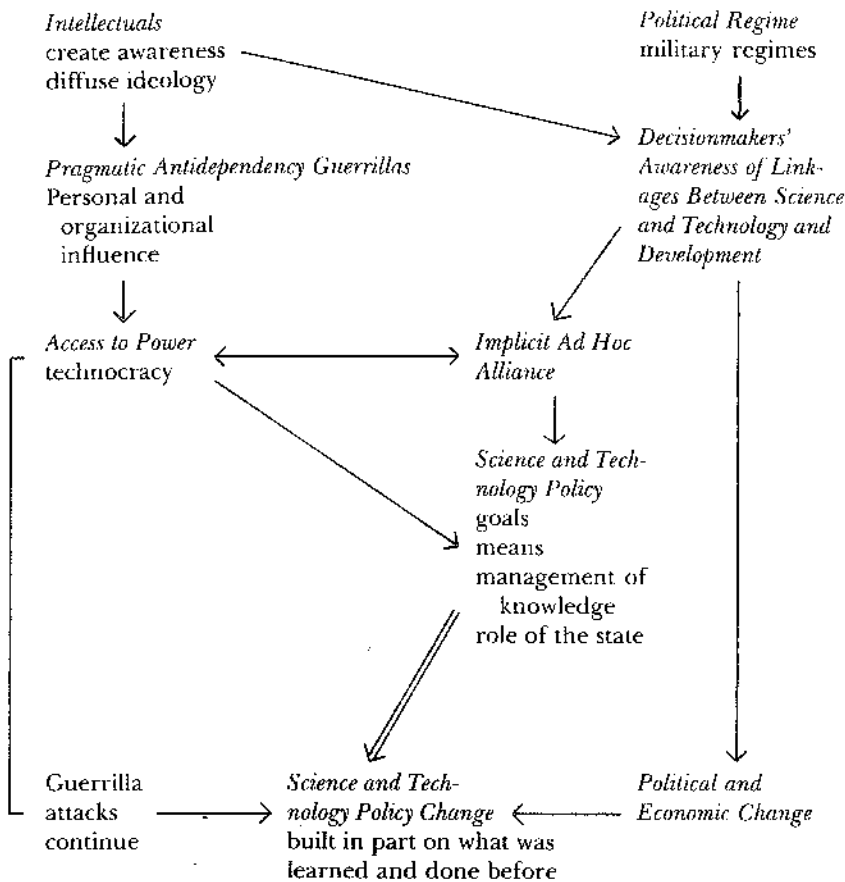 Intellectuals
create awareness
diffuse ideology
Political Regime
military regimes
Pragmatic Antidependency Guerrillas
Personal and
organizational
influence
Decisionmakers'
Awareness of Link-
ages Between Science
and Technology and
Development
Access to Power
technocracy
Implicit Ad Hoc
Alliance
Science and Tech-
nology Policy
goals
means
management of
knowledge
role of the state
Guerrilla
attacks
continue
Science and Tech-
nology Policy Change
built in part on what was
learned and done before
Political and
Economic Change